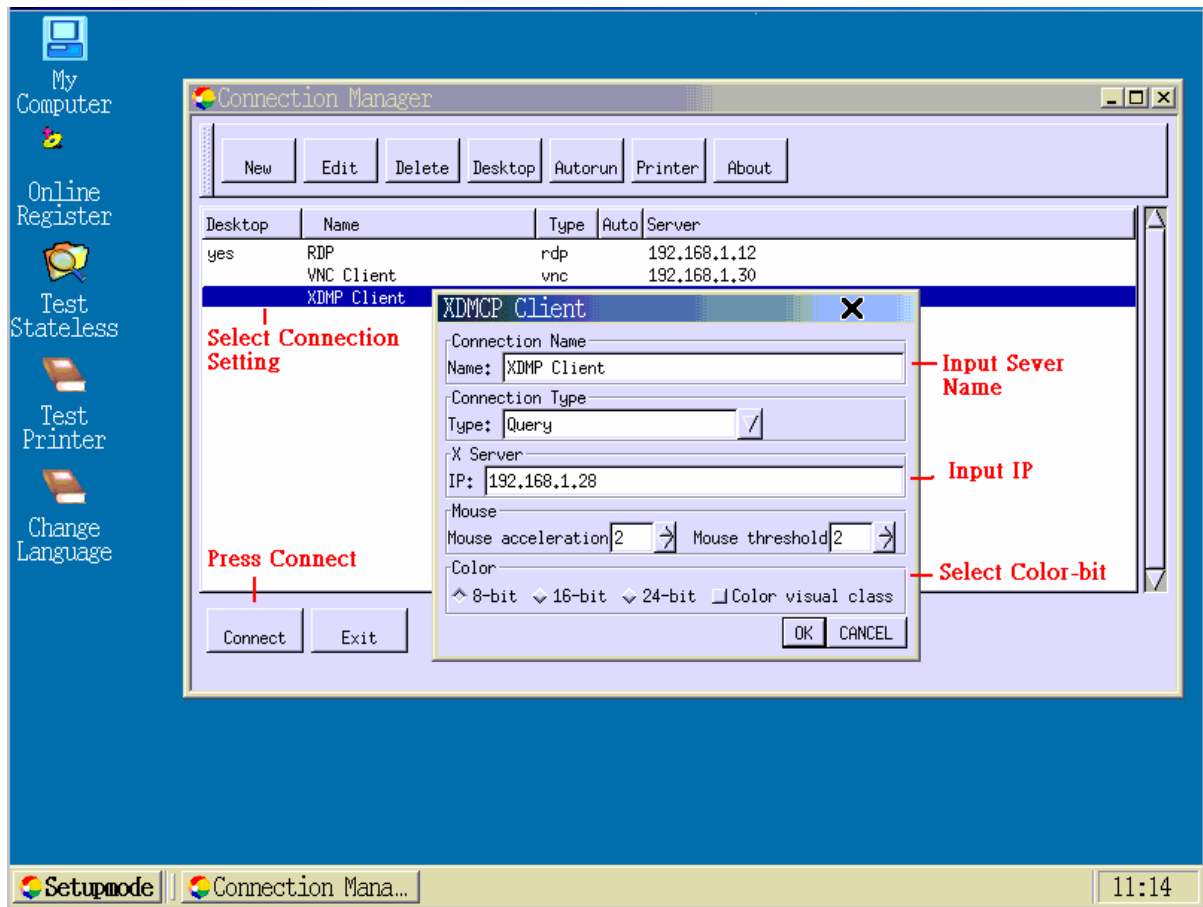 My
Computer
Online
Register
Test
Stateless
Test
Printer
Change
Language
Connection Manager
New Edit Delete Desktop Autorun Printer About
Desktop Name Type Auto Server
yes RDP rdp 192.168.1.12
VNC Client vnc 192.168.1.30
XDMP Client
Select Connection
Setting
XDMCP Client
Connection Name
Name: XDMP Client
Input Sever
Name
Connection Type
Type: Query
X Server
IP: 192.168.1.28
Input IP
Mouse
Mouse acceleration 2 Mouse threshold 2
Color
8-bit 16-bit 24-bit Color visual class
Select Color-bit
OK CANCEL
Press Connect
Connect Exit
Setupmode Connection Mana... 11:14